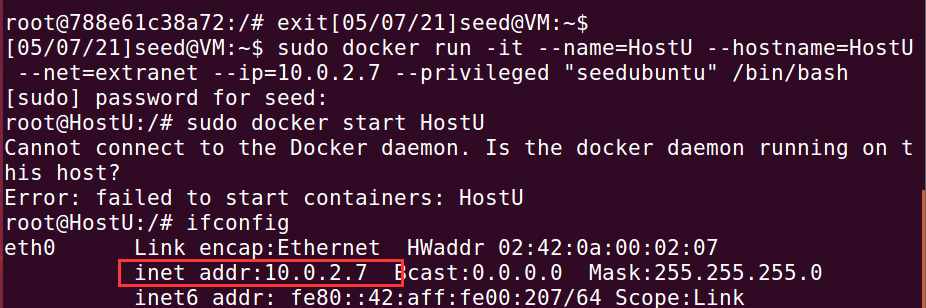 root@788e61c38a72:/# exit[05/07/21]seed@VM:~$
[05/07/21]seed@VM:~$ sudo docker run -it --name=HostU --hostname=HostU
 --net=extranet --ip=10.0.2.7 --privileged "seedubuntu" /bin/bash
[sudo] password for seed:
root@HostU:/# sudo docker start HostU
Cannot connect to the Docker daemon. Is the docker daemon running on t
his host?
Error: failed to start containers: HostU
root@HostU:/# ifconfig
eth0      Link encap:Ethernet  HWaddr 02:42:0a:00:02:07
          inet addr:10.0.2.7  Bcast:0.0.0.0  Mask:255.255.255.0
          inet6 addr: fe80::42:aff:fe00:207/64 Scope:Link